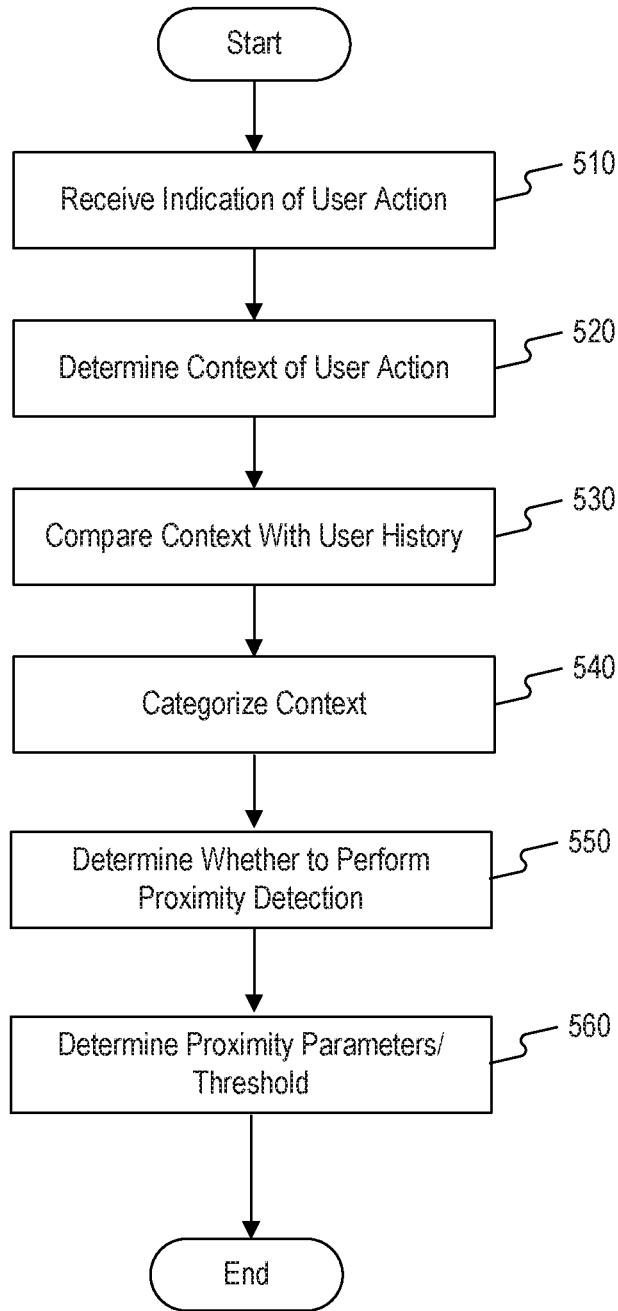 Start
Receive Indication of User Action
510
Determine Context of User Action
520
Compare Context With User History
530
Categorize Context
540
Determine Whether to Perform
Proximity Detection
550
Determine Proximity Parameters/
Threshold
560
End